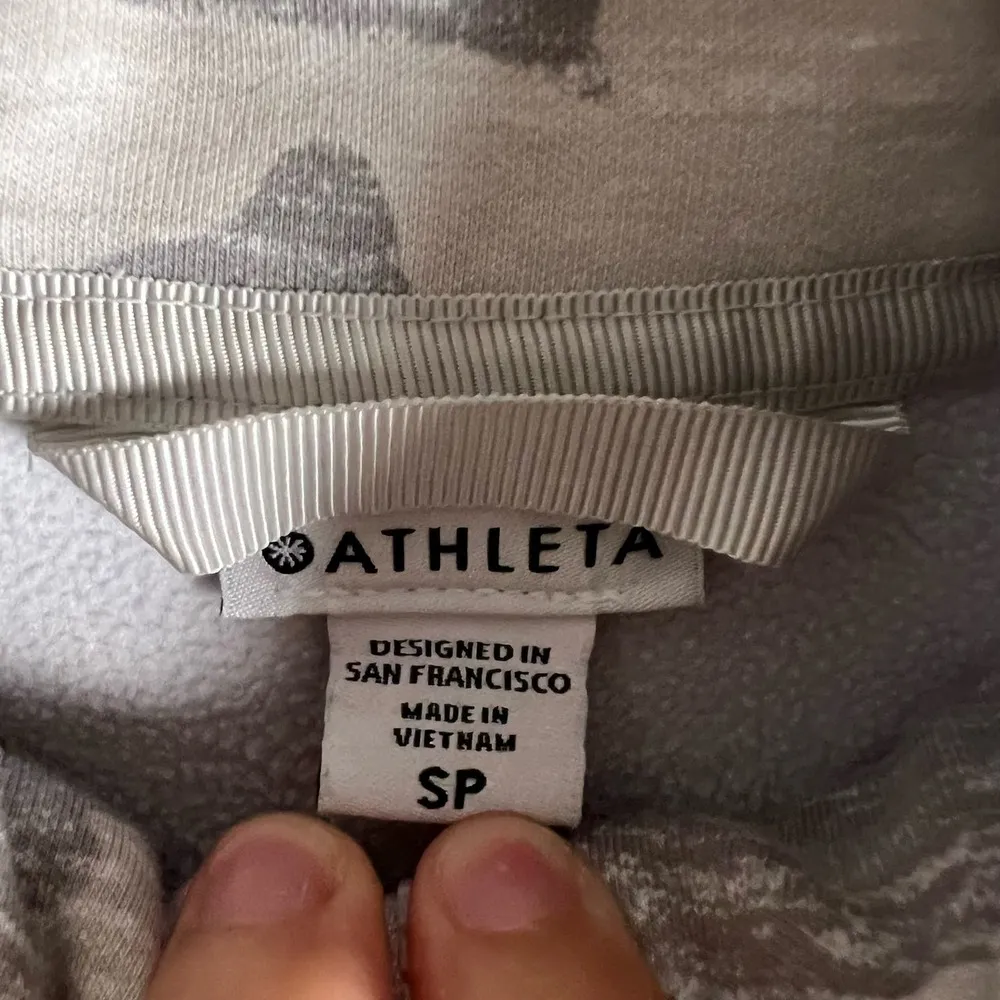 ATHLETA
DESIGNED IN
SAN FRANCISCO
MADE IN
VIETNAM
SP